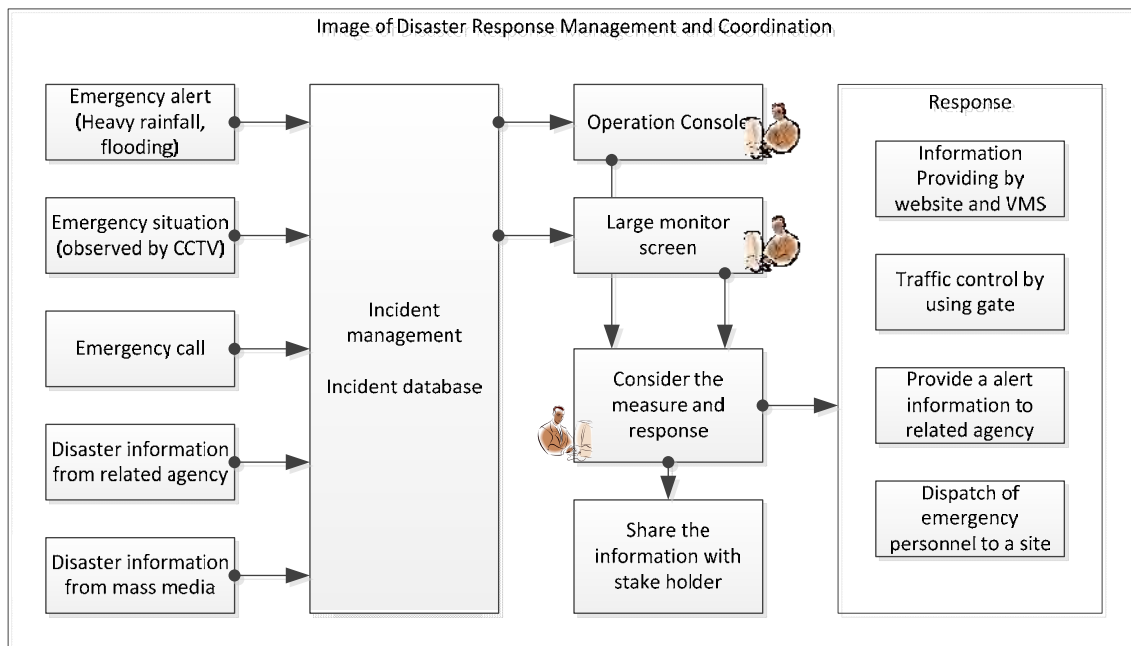 Image of Disaster Response Management and Coordination
Emergency alert
(Heavy rainfall,
flooding)
Emergency situation
(observed by CCTV)
Emergency call
Disaster information
from related agency
Disaster information
from mass media
Incident
management
Incident database
Operation Console
Large monitor
screen
Consider the
measure and
response
Share the
information with
stake holder
Response
Information
Providing by
website and VMS
Traffic control by
using gate
Provide a alert
information to
related agency
Dispatch of
emergency
personnel to a site